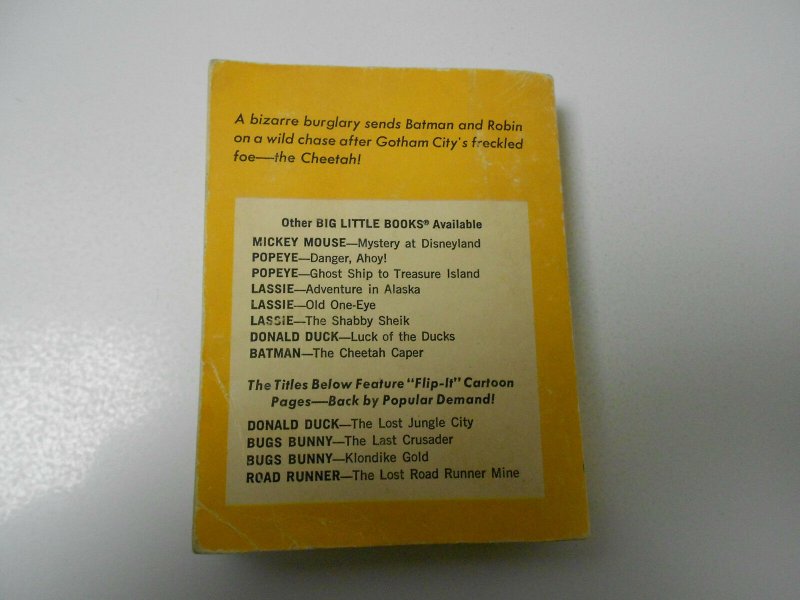 A bizarre burglary sends Batman and Robin
on a wild chase after Gotham City's freckled
foe—the Cheetah!
Other BIG LITTLE BOOKS® Available
MICKEY MOUSE—Mystery at Disneyland
POPEYE—Danger, Ahoy!
POPEYE—Ghost Ship to Treasure Island
LASSIE—Adventure in Alaska
LASSIE—Old One-Eye
LASSIE—The Shabby Sheik
DONALD DUCK—Luck of the Ducks
BATMAN—The Cheetah Caper
The Titles Below Feature "Flip-It" Cartoon
Pages—Back by Popular Demand!
DONALD DUCK—The Lost Jungle City
BUGS BUNNY—The Last Crusader
BUGS BUNNY—Klondike Gold
ROAD RUNNER—The Lost Road Runner Mine